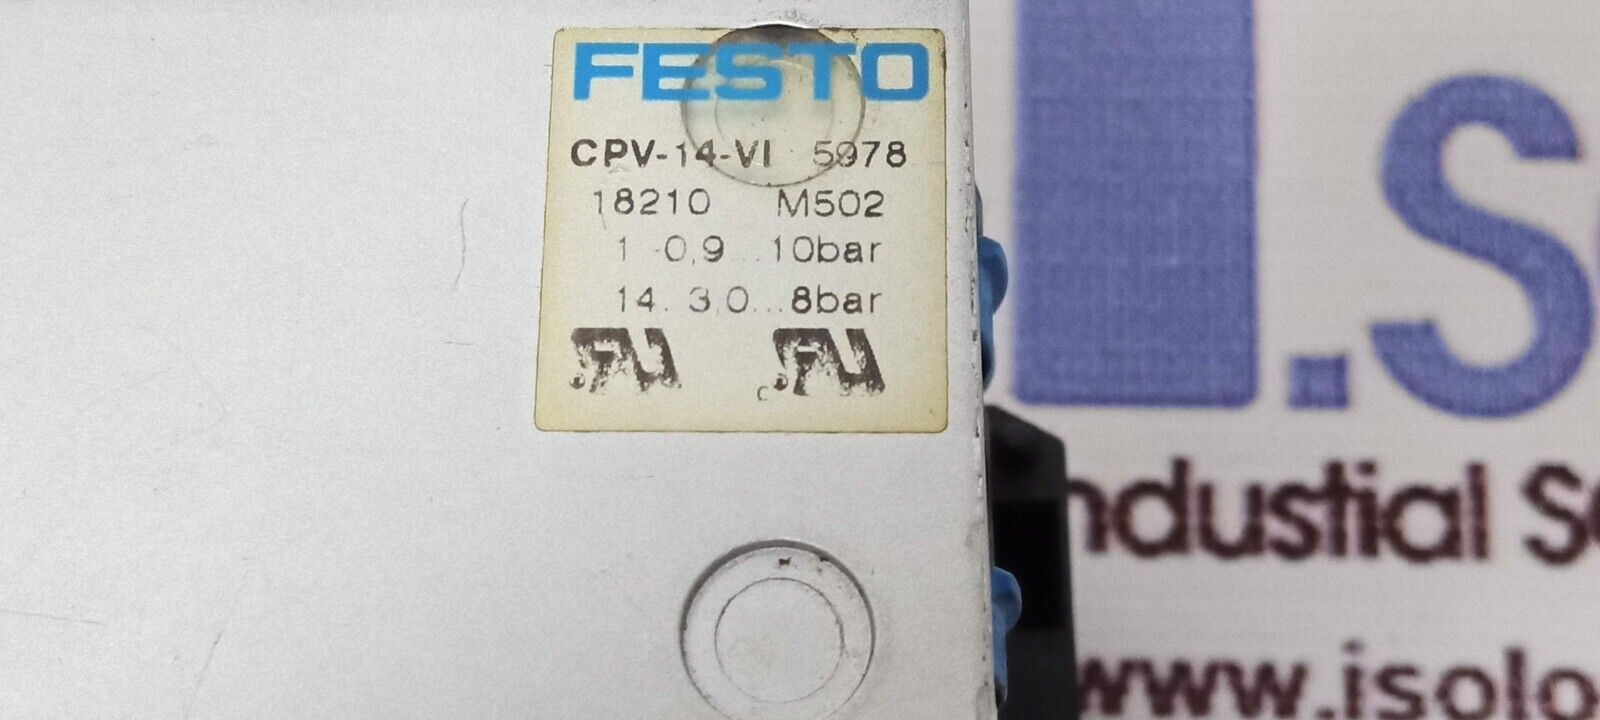 FESTO
CPV-14-VI 5978
18210 M502
1 -0,9...10bar
14. 3,0...8bar
I.S
ndustial S
www.isolo